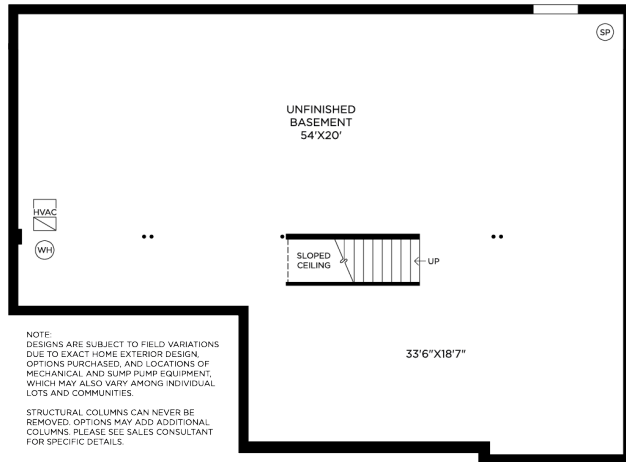 SP
UNFINISHED
BASEMENT
54'X20'
HVAC
WH
SLOPED
CEILING
UP
33'6"X18'7"
NOTE:
DESIGNS ARE SUBJECT TO FIELD VARIATIONS
DUE TO EXACT HOME EXTERIOR DESIGN,
OPTIONS PURCHASED, AND LOCATIONS OF
MECHANICAL AND SUMP PUMP EQUIPMENT,
WHICH MAY ALSO VARY AMONG INDIVIDUAL
LOTS AND COMMUNITIES.
STRUCTURAL COLUMNS CAN NEVER BE
REMOVED. OPTIONS MAY ADD ADDITIONAL
COLUMNS. PLEASE SEE SALES CONSULTANT
FOR SPECIFIC DETAILS.